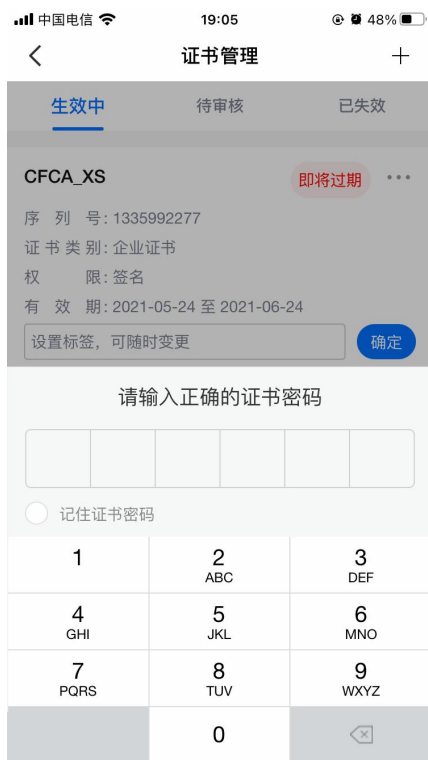 中国电信 19:05 48%
证书管理
生效中 待审核 已失效
CFCA_XS 即将过期
序列号:1335992277
证书类别:企业证书
权限:签名
有效期:2021-05-24 至 2021-06-24
设置标签，可随时变更 确定
请输入正确的证书密码
记住证书密码
1 2 3
ABC DEF
4 5 6
GHI JKL MNO
7 8 9
PQRS TUV WXYZ
0